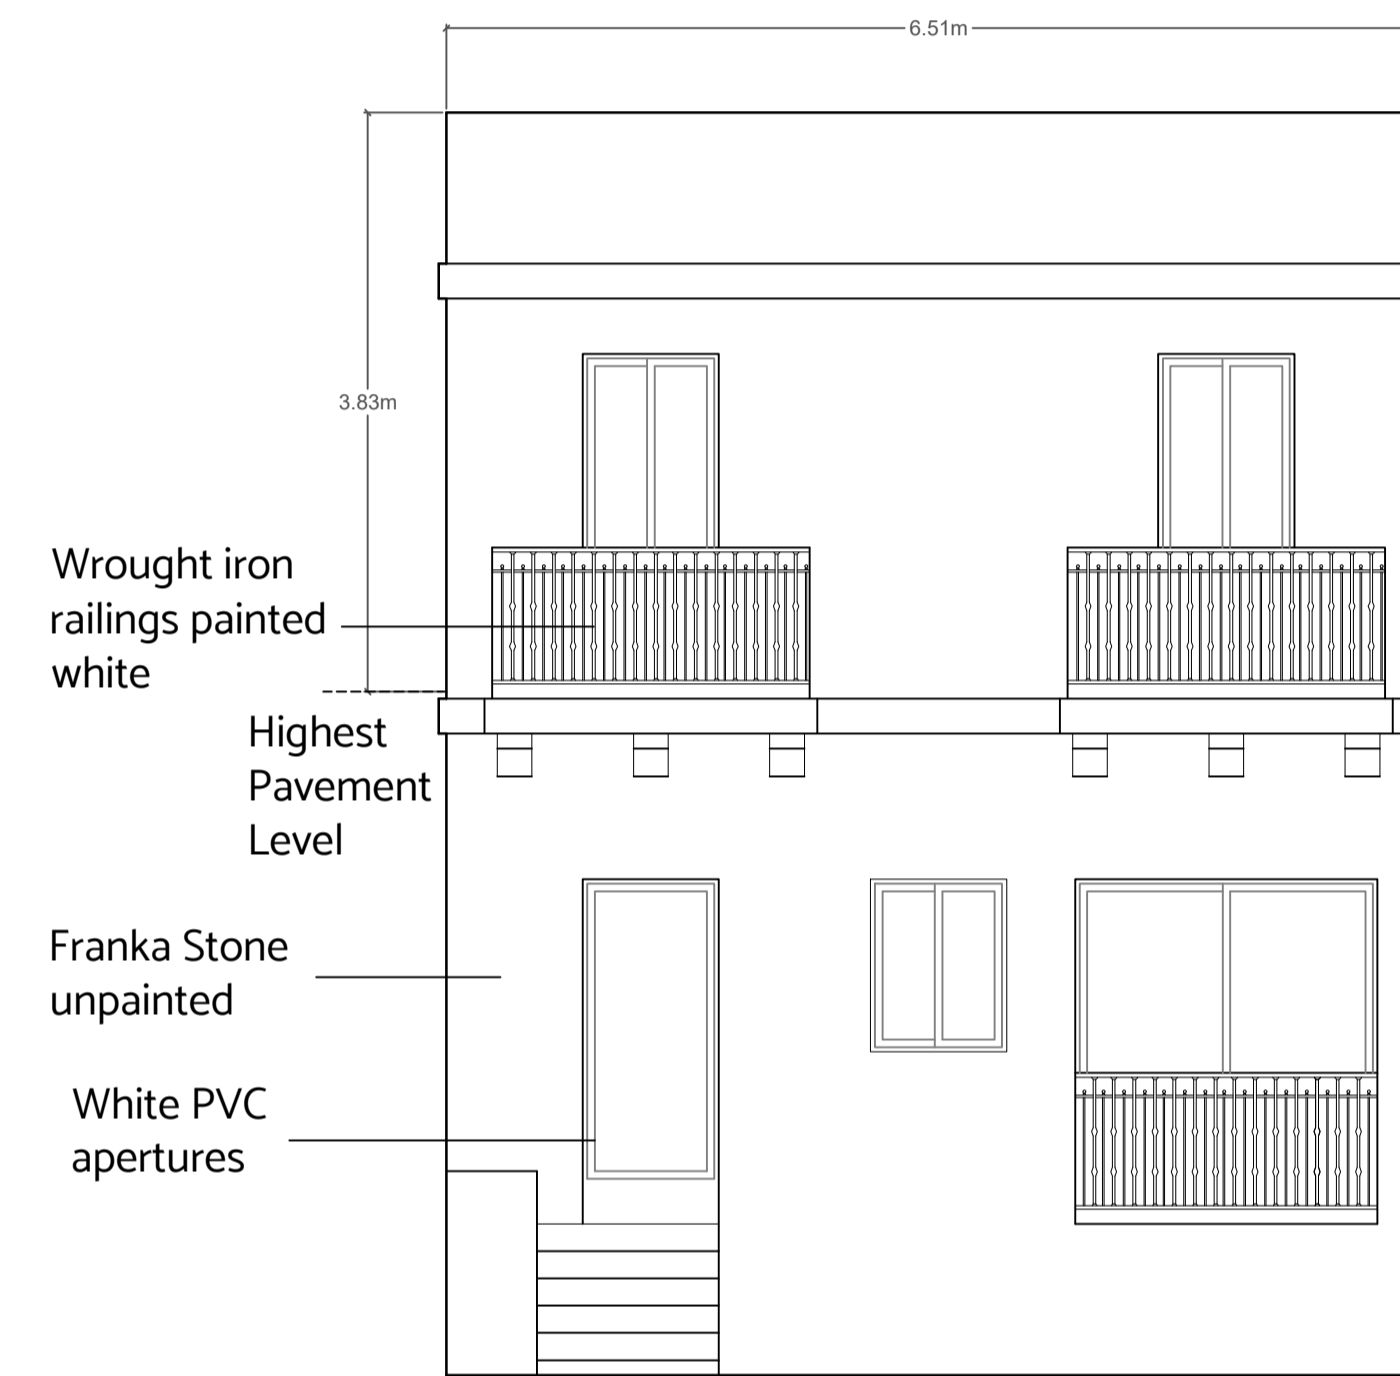 6.51m
3.83m
Wrought iron
railings painted
white
Highest
Pavement
Level
Franka Stone
unpainted
White PVC
apertures